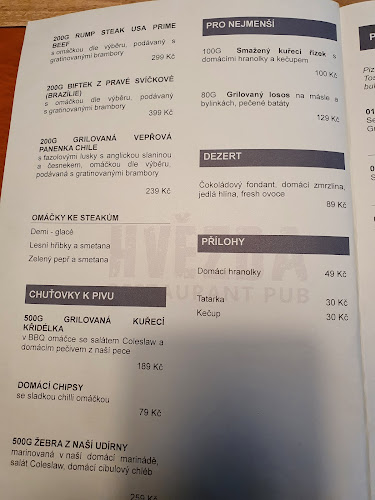 200G RUMP STEAK USA PRIME
BEEF
s omáčkou dle výběru, podávaný s
gratinovanými brambory
299 Kč
200G BIFTEK Z PRAVÉ SVÍČKOVÉ
(BRAZÍLIE)
s omáčkou dle výběru, podávaný
s gratinovanými brambory
399 Kč
200G GRILOVANÁ VEPŘOVÁ
PANENKA CHILE
s fazolovými lusky s anglickou slaninou
a česnekem, omáčkou dle výběru,
podávaná s gratinovanými brambory
239 Kč
OMÁČKY KE STEAKŮM
Demi - glacé
Lesní hříbky a smetana
Zelený pepř a smetana
CHUŤOVKY K PIVU
500G GRILOVANÁ KUŘECÍ
KŘIDÉLKA
v BBQ omáčce se salátem Coleslaw a
domácím pečivem z naší pece
189 Kč
DOMÁCÍ CHIPSY
se sladkou chilli omáčkou
79 Kč
500G ŽEBRA Z NAŠÍ UDÍRNY
marinovaná v naší domácí marinádě,
salát Coleslaw, domácí cibulový chléb
259 Kč
PRO NEJMENŠÍ
100G Smažený kuřecí řízek s
domácími hranolky a kečupem
100 Kč
80G Grilovaný losos na másle a
bylinkách, pečené batáty
129 Kč
DEZERT
Čokoládový fondant, domácí zmrzlina,
jedlá hlína, fresh ovoce
89 Kč
PŘÍLOHY
Domácí hranolky 49 Kč
Tatarka 30 Kč
Kečup 30 Kč
HVĚZDA
RESTAURANT PUB